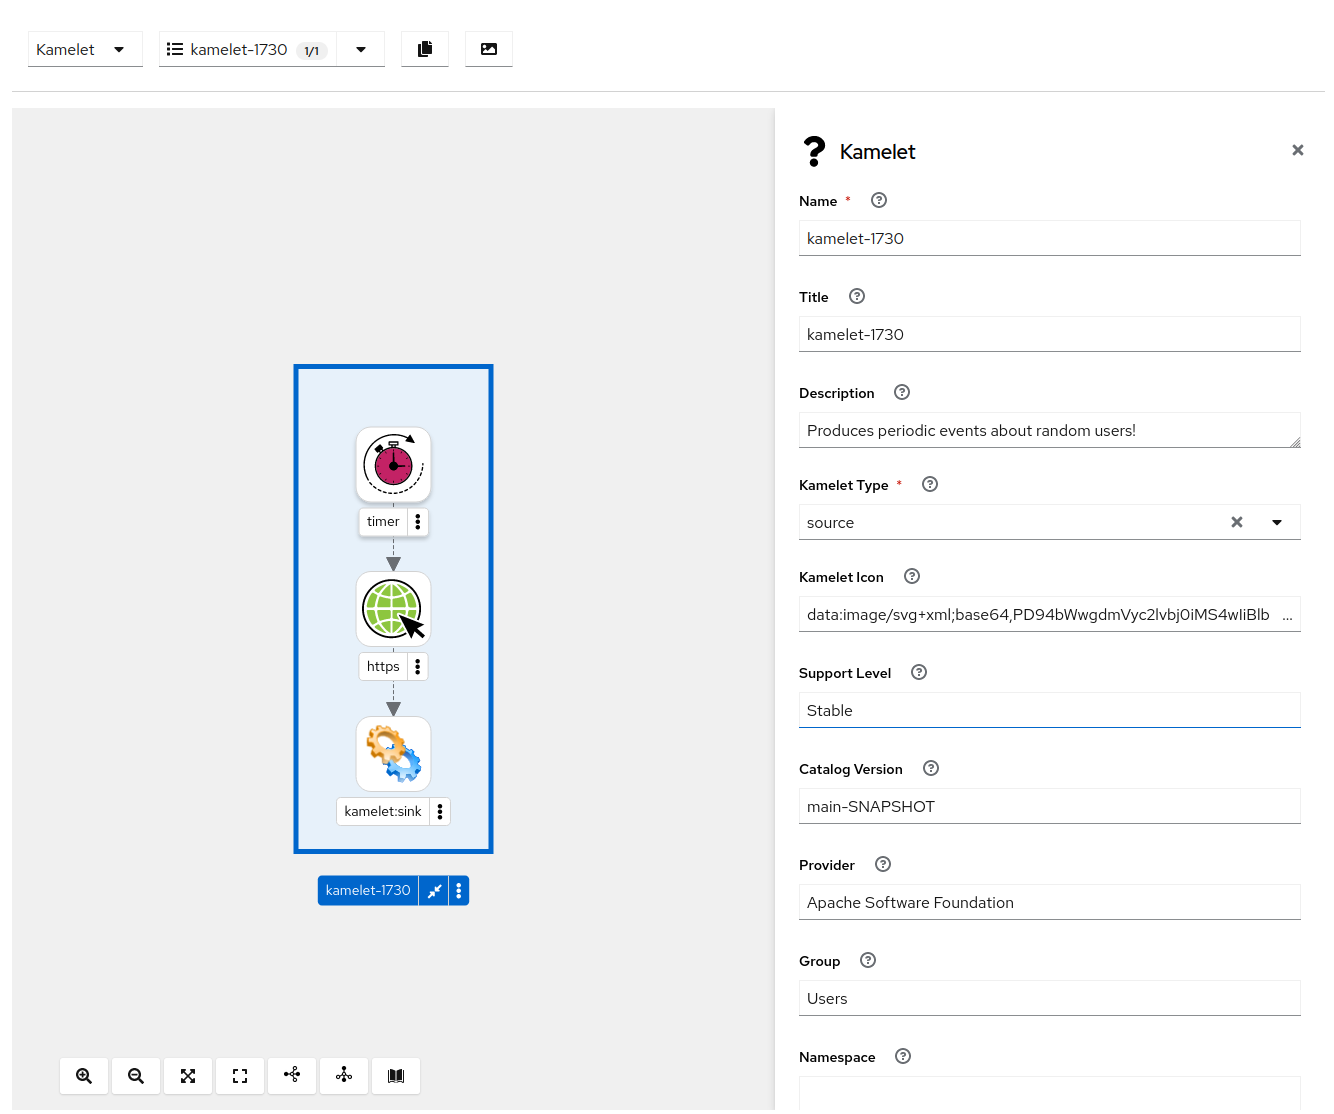 Kamelet
kamelet-1730 1/1
Kamelet
Name *
kamelet-1730
Title
kamelet-1730
Description
Produces periodic events about random users!
Kamelet Type *
source
Kamelet Icon
data:image/svg+xml;base64,PD94bWwgdmVyc2lvbj0iMS4wIiBlb ...
Support Level
Stable
Catalog Version
main-SNAPSHOT
Provider
Apache Software Foundation
Group
Users
Namespace
timer
https
kamelet:sink
kamelet-1730